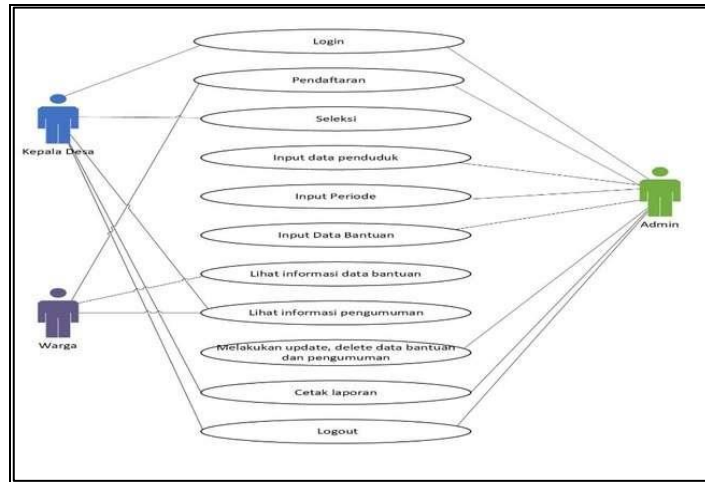 Login
Pendaftaran
Seleksi
Kepala Desa
Input data penduduk
Input Periode
Admin
Input Data Bantuan
Lihat informasi data bantuan
Lihat informasi pengumuman
Warga
Melakukan update, delete data bantuan
dan pengumuman
Cetak laporan
Logout